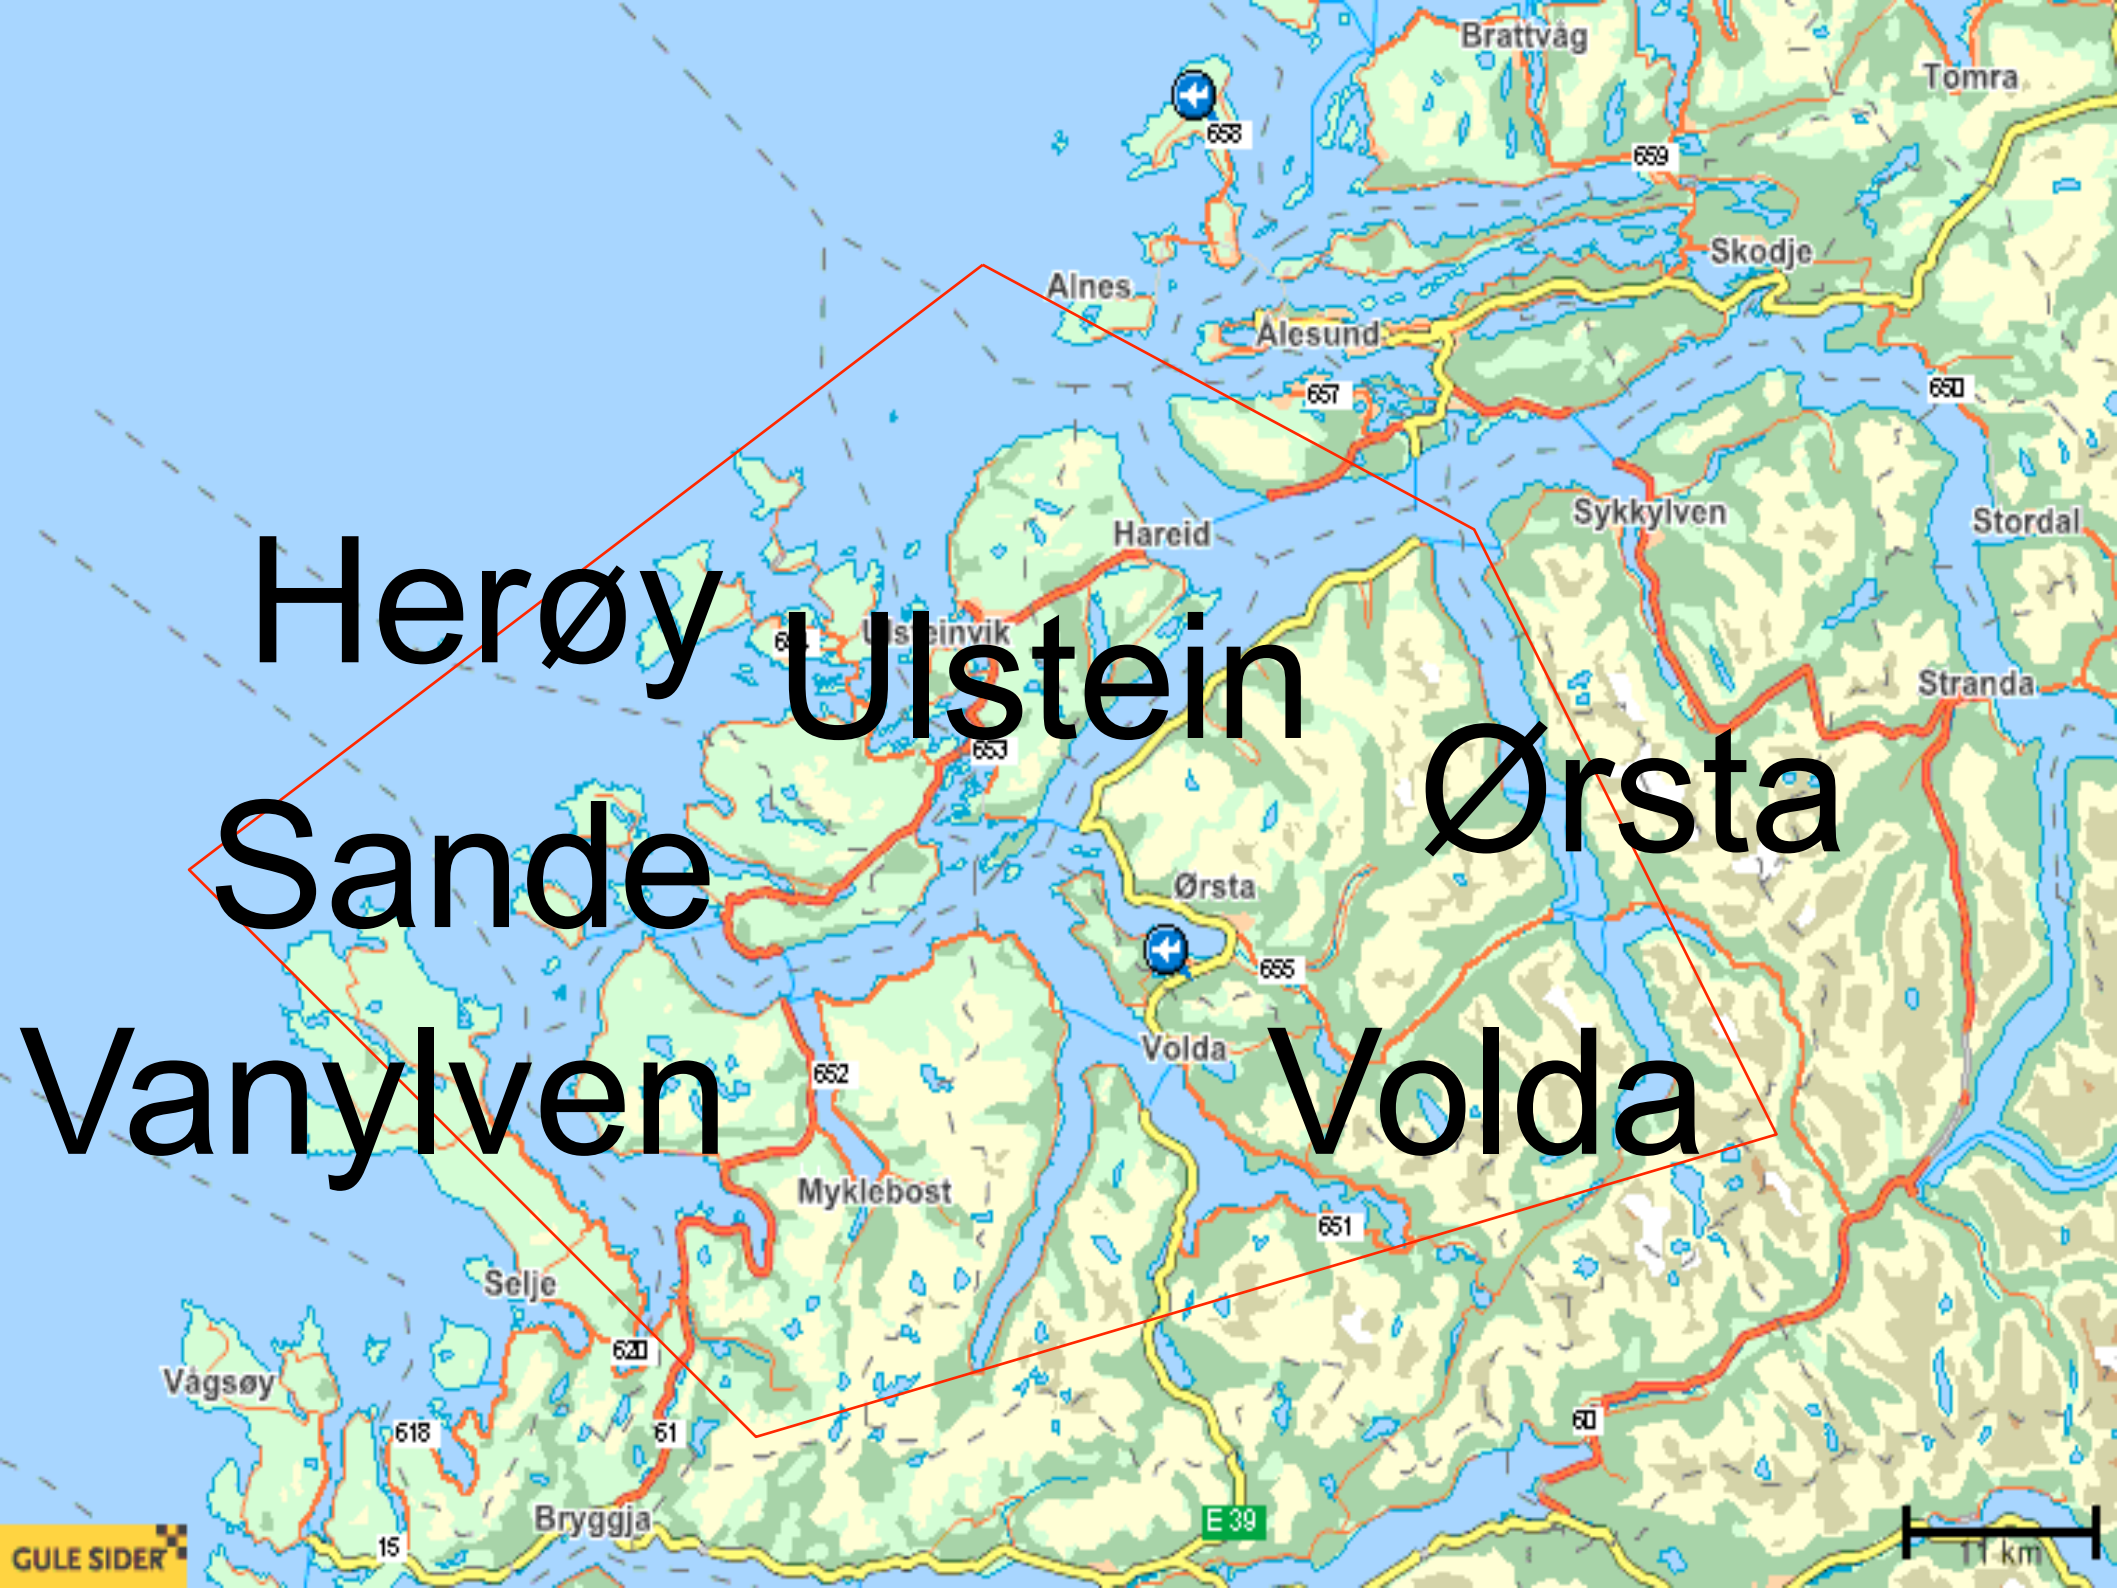 Brattvåg
Tomra
658
659
Skodje
Alnes
Ålesund
657
650
Sykkylven
Stordal
Hareid
Herøy
Ulsteinvik
Ulstein
653
Stranda
Ørsta
Sande
Ørsta
655
Vanylven
Volda
Volda
652
Myklebost
651
Selje
620
Vågsøy
618
61
60
Bryggja
E 39
15
11 km
GULE SIDER